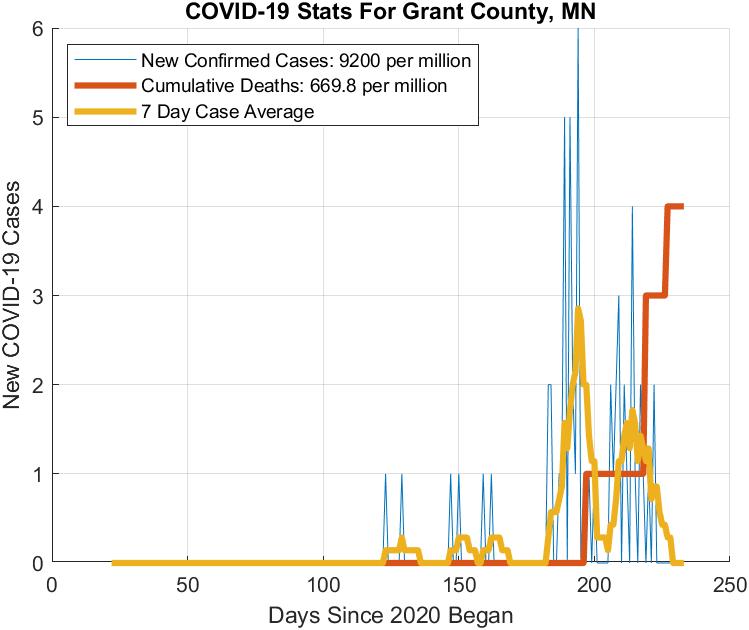 COVID-19 Stats For Grant County, MN
New Confirmed Cases: 9200 per million
Cumulative Deaths: 669.8 per million
7 Day Case Average
New COVID-19 Cases
6
5
4
3
2
1
0
0 50 100 150 200 250
Days Since 2020 Began